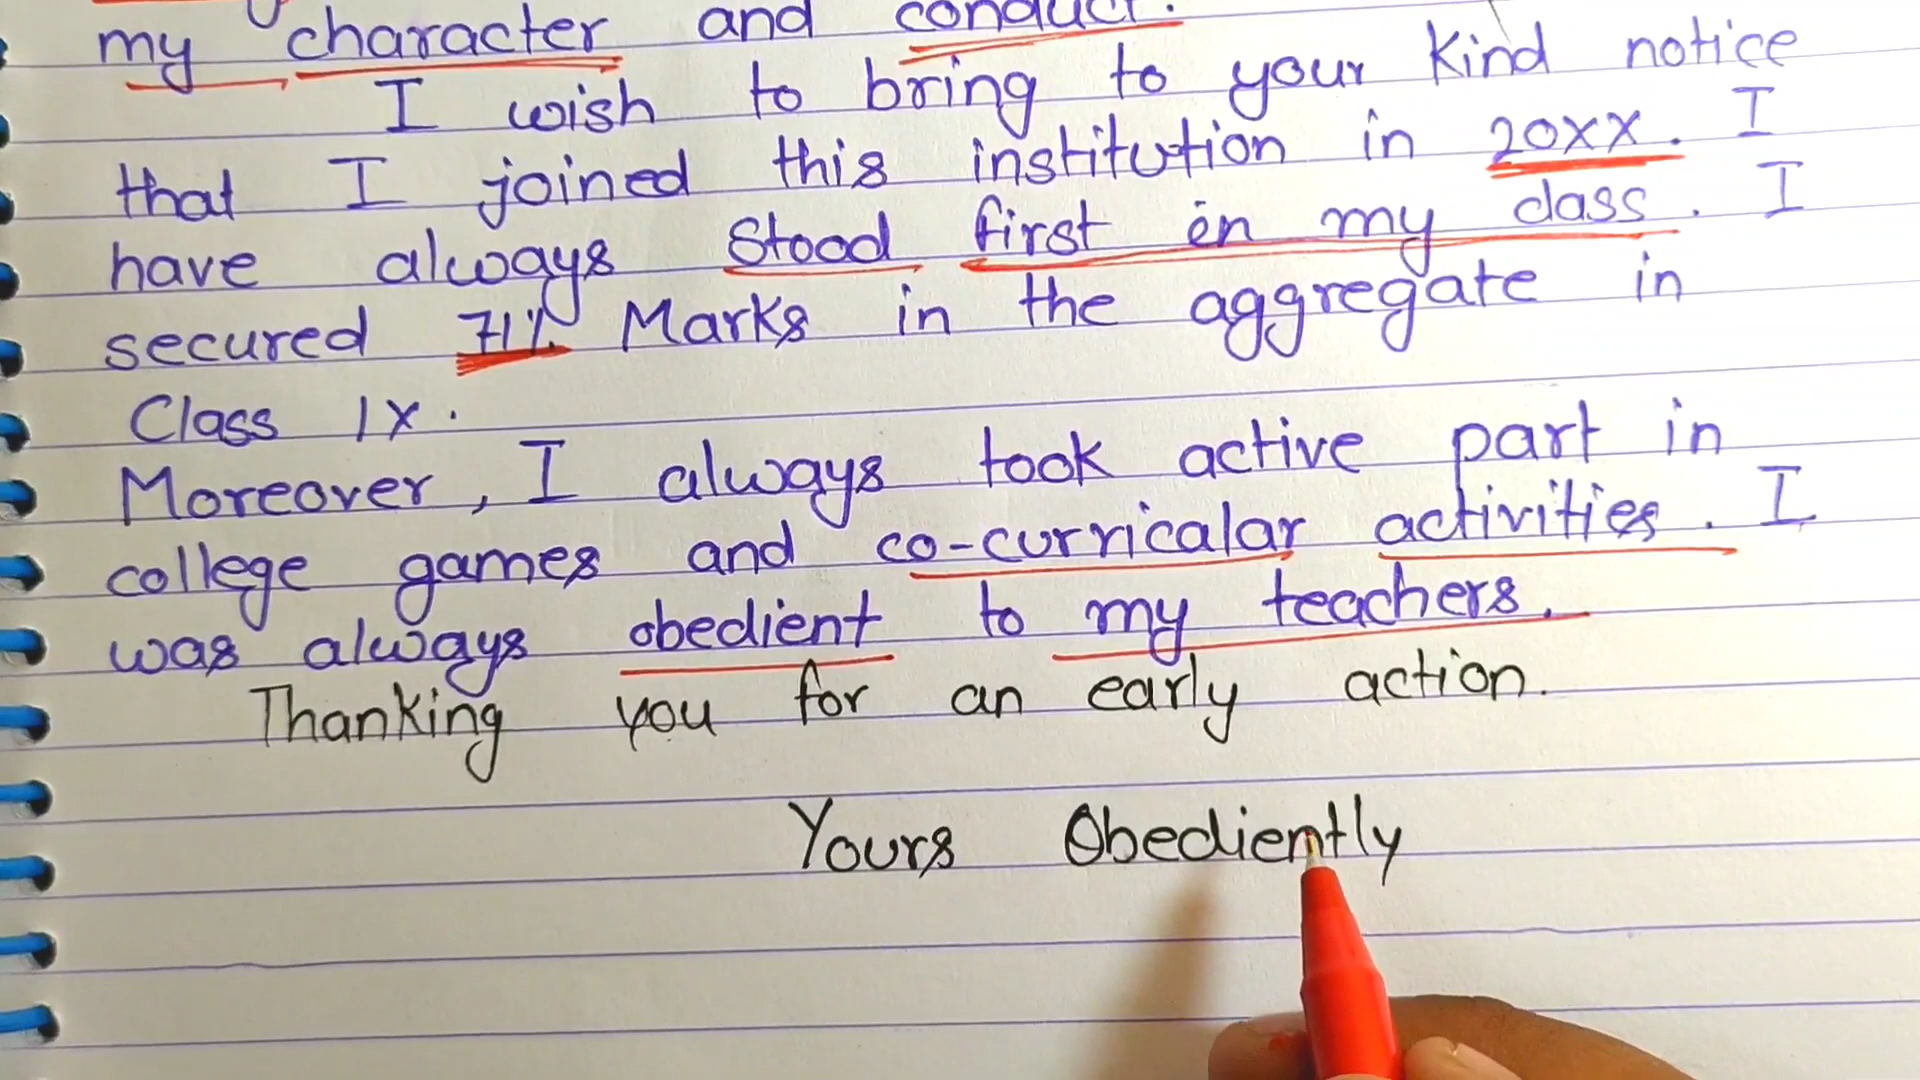 my character and conduct.
I wish to bring to your kind notice
that I joined this institution in 20XX. I
have always stood first in my class. I
secured 71% Marks in the aggregate in
Class IX.
Moreover, I always took active part in
college games and co-curricalar activities. I
was always obedient to my teachers.
Thanking you for an early action.
Yours Obediently